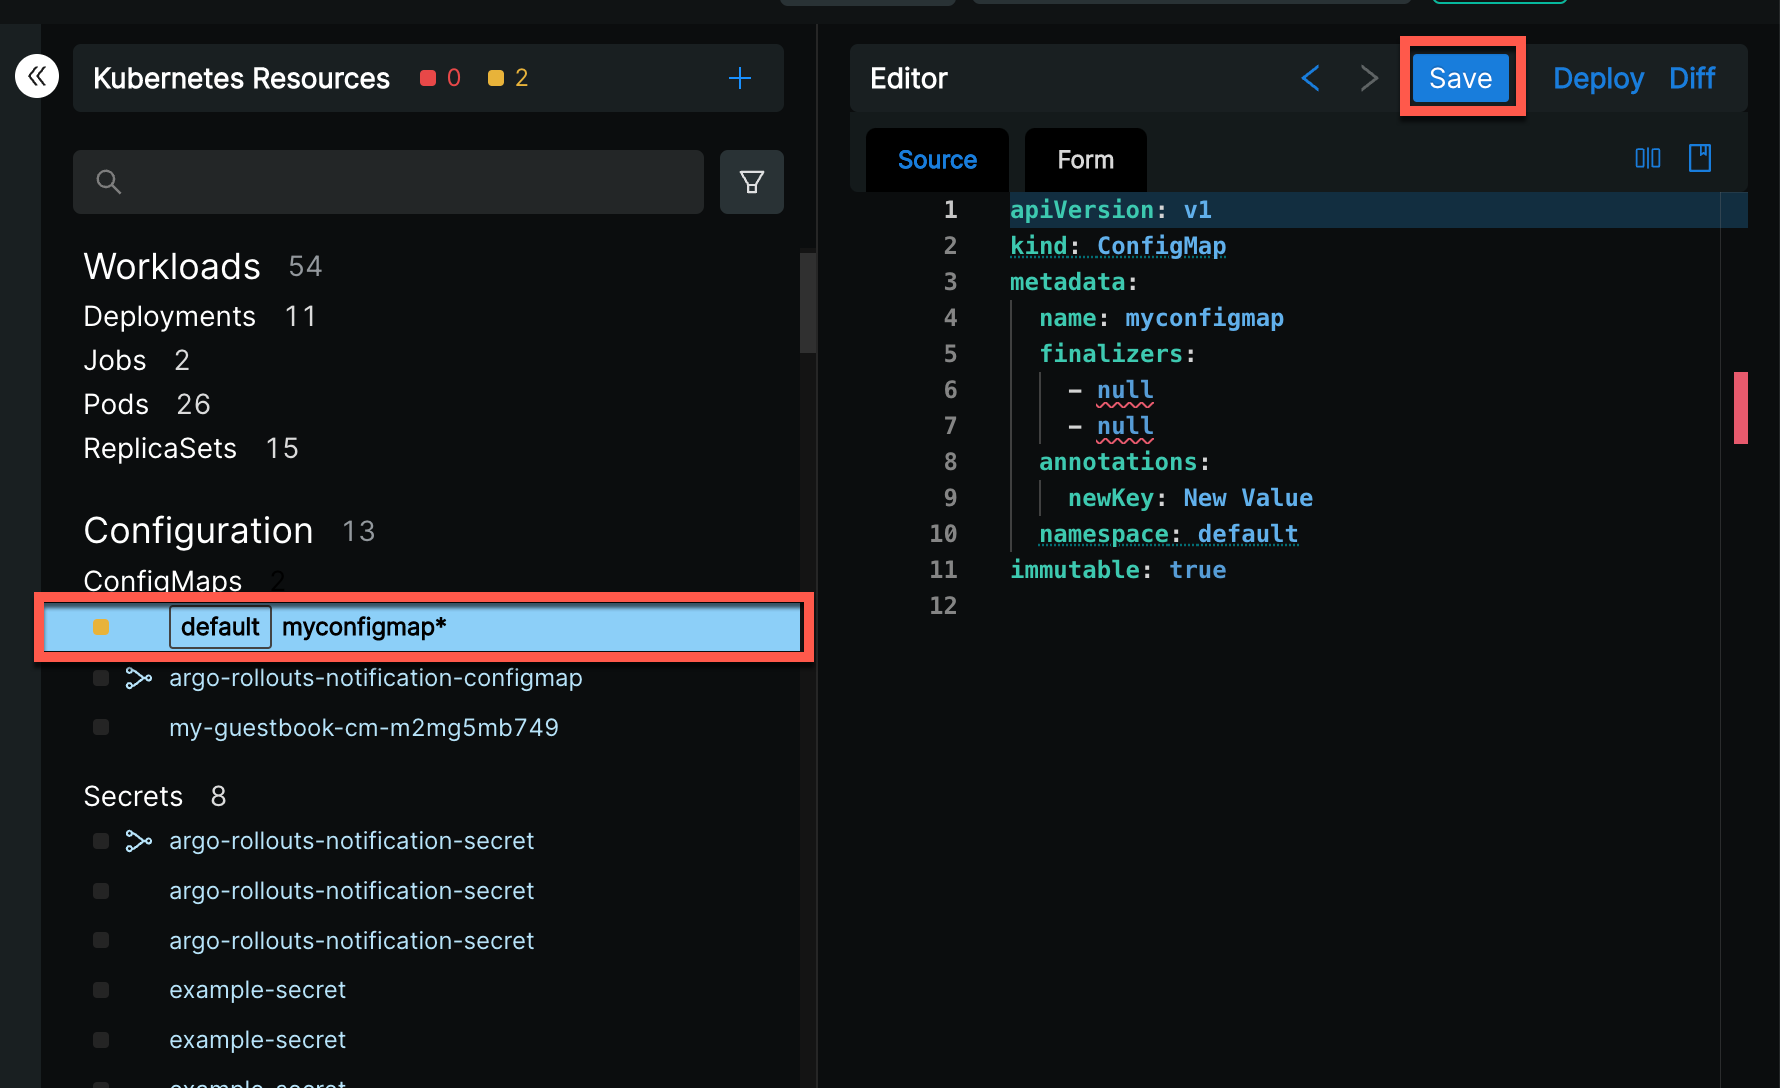 Kubernetes Resources 0 2
Workloads 54
Deployments 11
Jobs 2
Pods 26
ReplicaSets 15
Configuration 13
ConfigMaps 2
default myconfigmap*
argo-rollouts-notification-configmap
my-guestbook-cm-m2mg5mb749
Secrets 8
argo-rollouts-notification-secret
argo-rollouts-notification-secret
argo-rollouts-notification-secret
example-secret
example-secret
example-secret
Editor Save Deploy Diff
Source Form
1 apiVersion: v1
2 kind: ConfigMap
3 metadata:
4 name: myconfigmap
5 finalizers:
6 - null
7 - null
8 annotations:
9 newKey: New Value
10 namespace: default
11 immutable: true
12